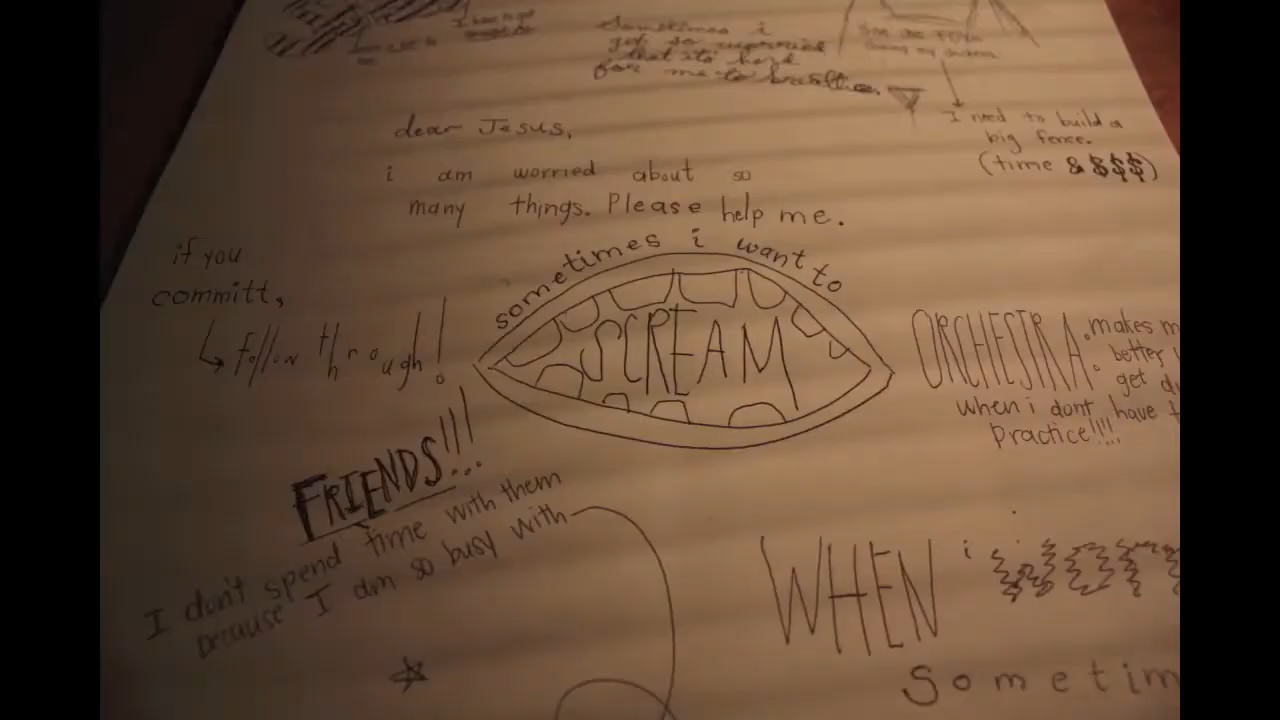 Sometimes i
get so worried
that its hard
for me to breathe.
I need to build a
big fence.
(time & $$$)
dear Jesus,
i am worried about so
many things. Please help me.
if you
committ,
follow through!
sometimes i want to
SCREAM
ORCHESTRA. makes m
better
get
when i dont have t
Practice!!!!
FRIENDS!!!
I don't spend time with them
because I am so busy with
WHEN i
Sometim